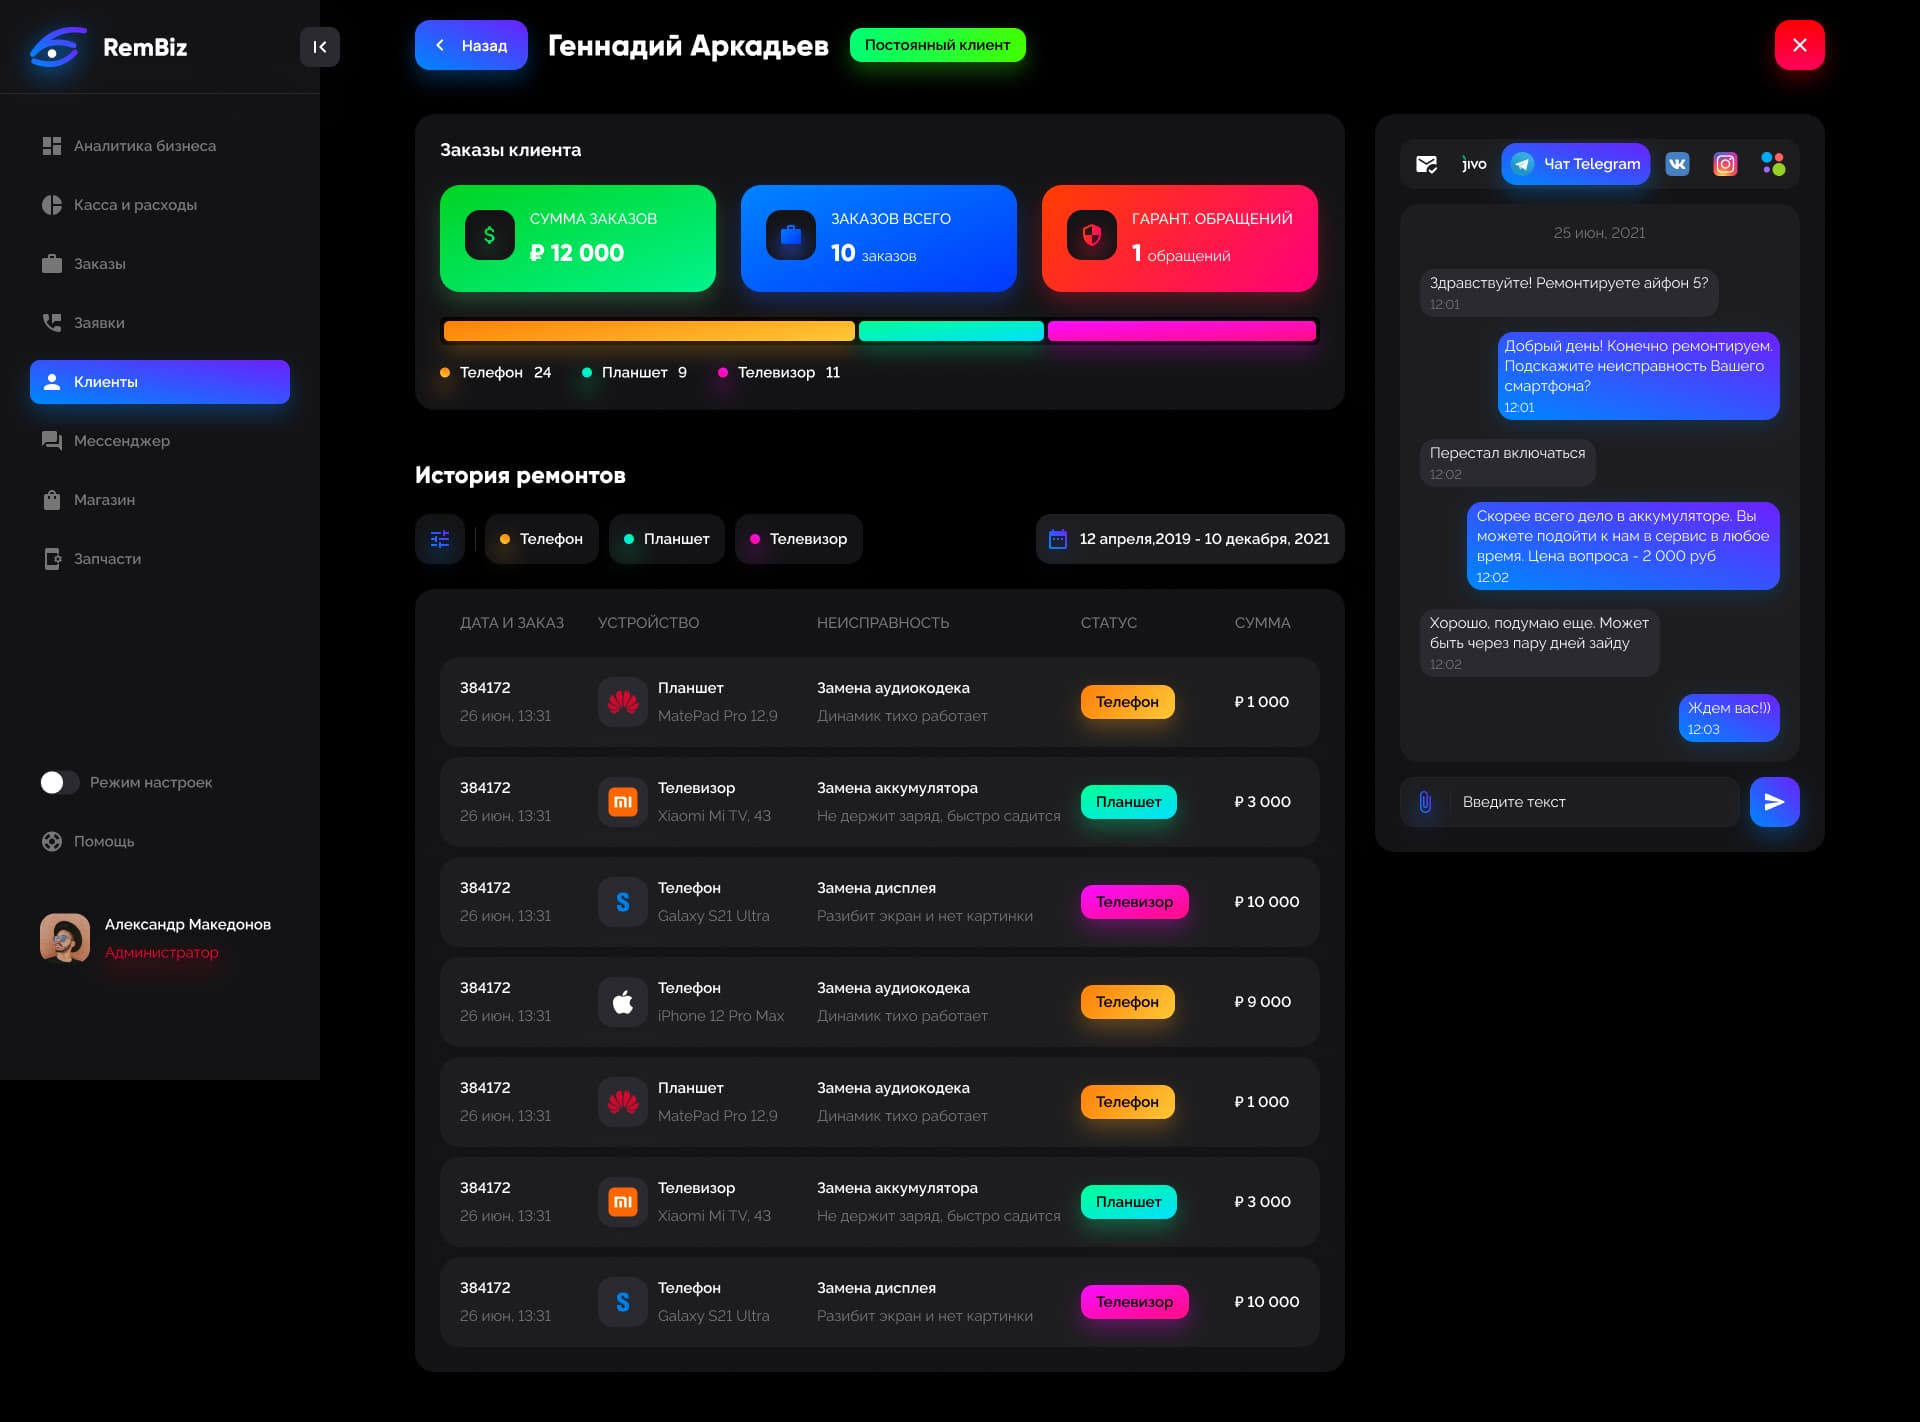 RemBiz
Аналитика бизнеса
Касса и расходы
Заказы
Заявки
Клиенты
Мессенджер
Магазин
Запчасти
Режим настроек
Помощь
Александр Македонов
Администратор
Назад
Геннадий Аркадьев
Постоянный клиент
Заказы клиента
СУММА ЗАКАЗОВ
₽ 12 000
ЗАКАЗОВ ВСЕГО
10 заказов
ГАРАНТ. ОБРАЩЕНИЙ
1 обращений
Телефон 24
Планшет 9
Телевизор 11
История ремонтов
Телефон
Планшет
Телевизор
12 апреля,2019 - 10 декабря, 2021
ДАТА И ЗАКАЗ УСТРОЙСТВО НЕИСПРАВНОСТЬ СТАТУС СУММА
384172 Планшет Замена аудиокодека
Телефон ₽ 1 000
26 июн, 13:31 MatePad Pro 12,9 Динамик тихо работает
384172 Телевизор Замена аккумулятора
mi Планшет ₽ 3 000
26 июн, 13:31 Xiaomi Mi TV, 43 Не держит заряд, быстро садится
384172 Телефон Замена дисплея
S Телевизор ₽ 10 000
26 июн, 13:31 Galaxy S21 Ultra Разибит экран и нет картинки
384172 Телефон Замена аудиокодека
Телефон ₽ 9 000
26 июн, 13:31 iPhone 12 Pro Max Динамик тихо работает
384172 Планшет Замена аудиокодека
Телефон ₽ 1 000
26 июн, 13:31 MatePad Pro 12,9 Динамик тихо работает
384172 Телевизор Замена аккумулятора
mi Планшет ₽ 3 000
26 июн, 13:31 Xiaomi Mi TV, 43 Не держит заряд, быстро садится
384172 Телефон Замена дисплея
S Телевизор ₽ 10 000
26 июн, 13:31 Galaxy S21 Ultra Разибит экран и нет картинки
jivo
Чат Telegram
25 июн, 2021
Здравствуйте! Ремонтируете айфон 5?
12:01
Добрый день! Конечно ремонтируем.
Подскажите неисправность Вашего
смартфона?
12:01
Перестал включаться
12:02
Скорее всего дело в аккумуляторе. Вы
можете подойти к нам в сервис в любое
время. Цена вопроса - 2 000 руб
12:02
Хорошо, подумаю еще. Может
быть через пару дней зайду
12:02
Ждем вас!))
12:03
Введите текст